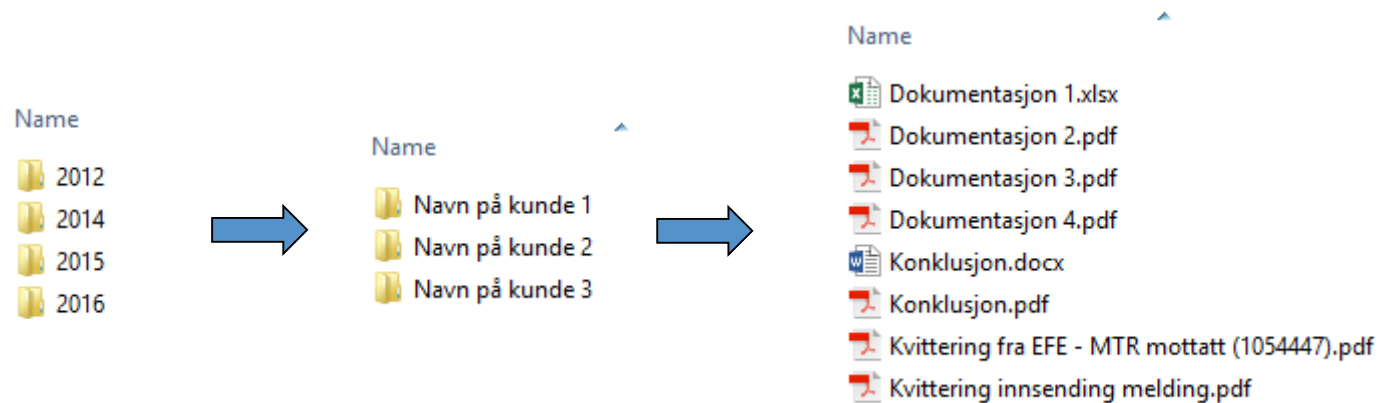 Name
2012
2014
2015
2016
Name
Navn på kunde 1
Navn på kunde 2
Navn på kunde 3
Name
Dokumentasjon 1.xlsx
Dokumentasjon 2.pdf
Dokumentasjon 3.pdf
Dokumentasjon 4.pdf
Konklusjon.docx
Konklusjon.pdf
Kvittering fra EFE - MTR mottatt (1054447).pdf
Kvittering innsending melding.pdf